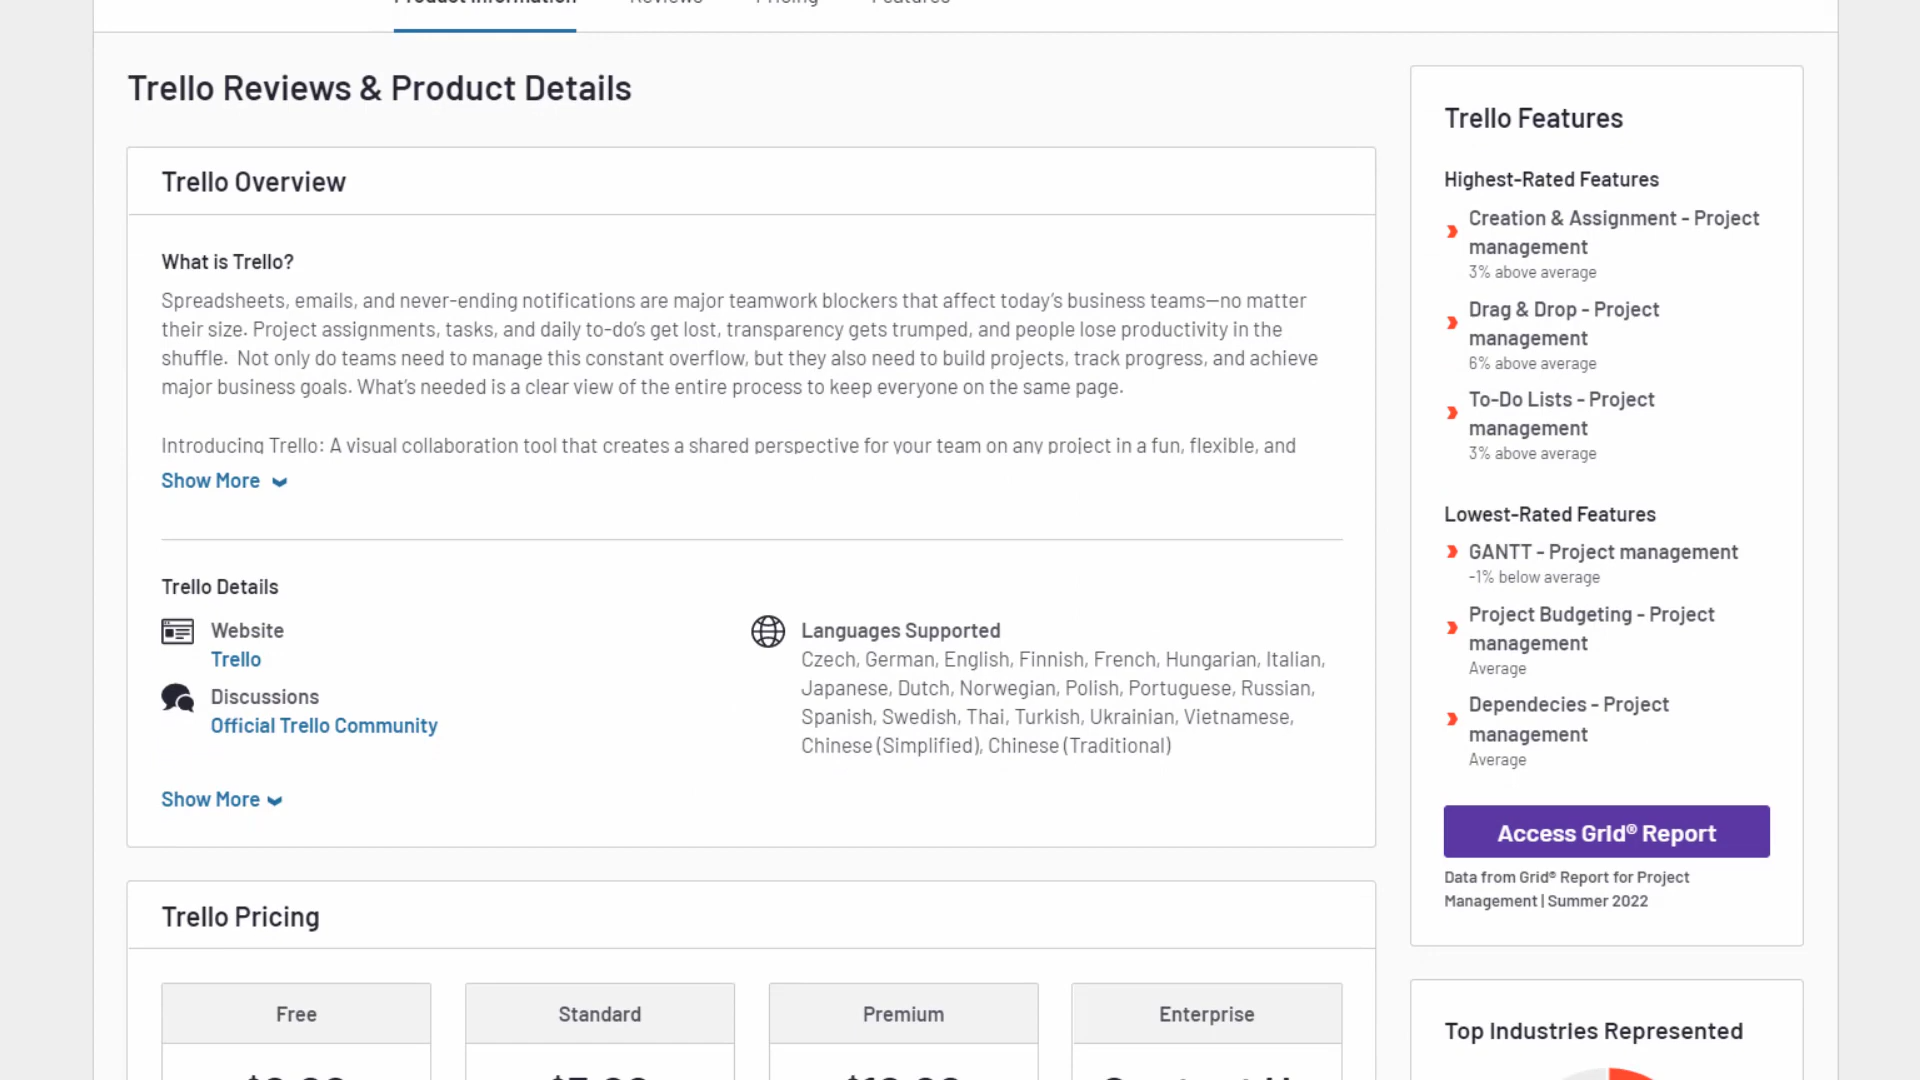 Product Information Reviews Pricing Features
Trello Reviews & Product Details
Trello Overview
What is Trello?
Spreadsheets, emails, and never-ending notifications are major teamwork blockers that affect today’s business teams—no matter
their size. Project assignments, tasks, and daily to-do’s get lost, transparency gets trumped, and people lose productivity in the
shuffle.  Not only do teams need to manage this constant overflow, but they also need to build projects, track progress, and achieve
major business goals. What’s needed is a clear view of the entire process to keep everyone on the same page.
Introducing Trello: A visual collaboration tool that creates a shared perspective for your team on any project in a fun, flexible, and
Show More
Trello Details
Website
Trello
Discussions
Official Trello Community
Languages Supported
Czech, German, English, Finnish, French, Hungarian, Italian,
Japanese, Dutch, Norwegian, Polish, Portuguese, Russian,
Spanish, Swedish, Thai, Turkish, Ukrainian, Vietnamese,
Chinese (Simplified), Chinese (Traditional)
Show More
Trello Pricing
Free
Standard
Premium
Enterprise
Trello Features
Highest-Rated Features
Creation & Assignment - Project
management
3% above average
Drag & Drop - Project
management
6% above average
To-Do Lists - Project
management
3% above average
Lowest-Rated Features
GANTT - Project management
-1% below average
Project Budgeting - Project
management
Average
Dependecies - Project
management
Average
Access Grid® Report
Data from Grid® Report for Project
Management | Summer 2022
Top Industries Represented